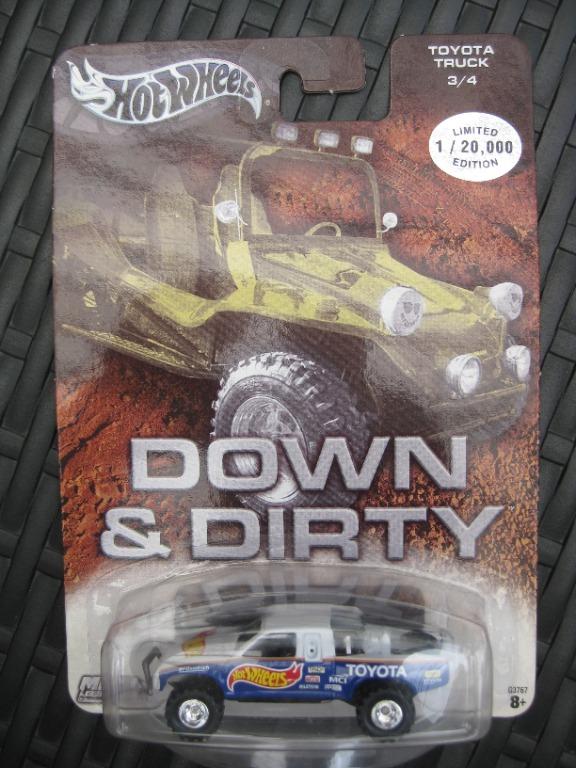 Hot Wheels
TOYOTA
TRUCK
3/4
LIMITED
1 / 20,000
EDITION
DOWN
& DIRTY
Hot Wheels
TOYOTA
MCI
G3767
8+